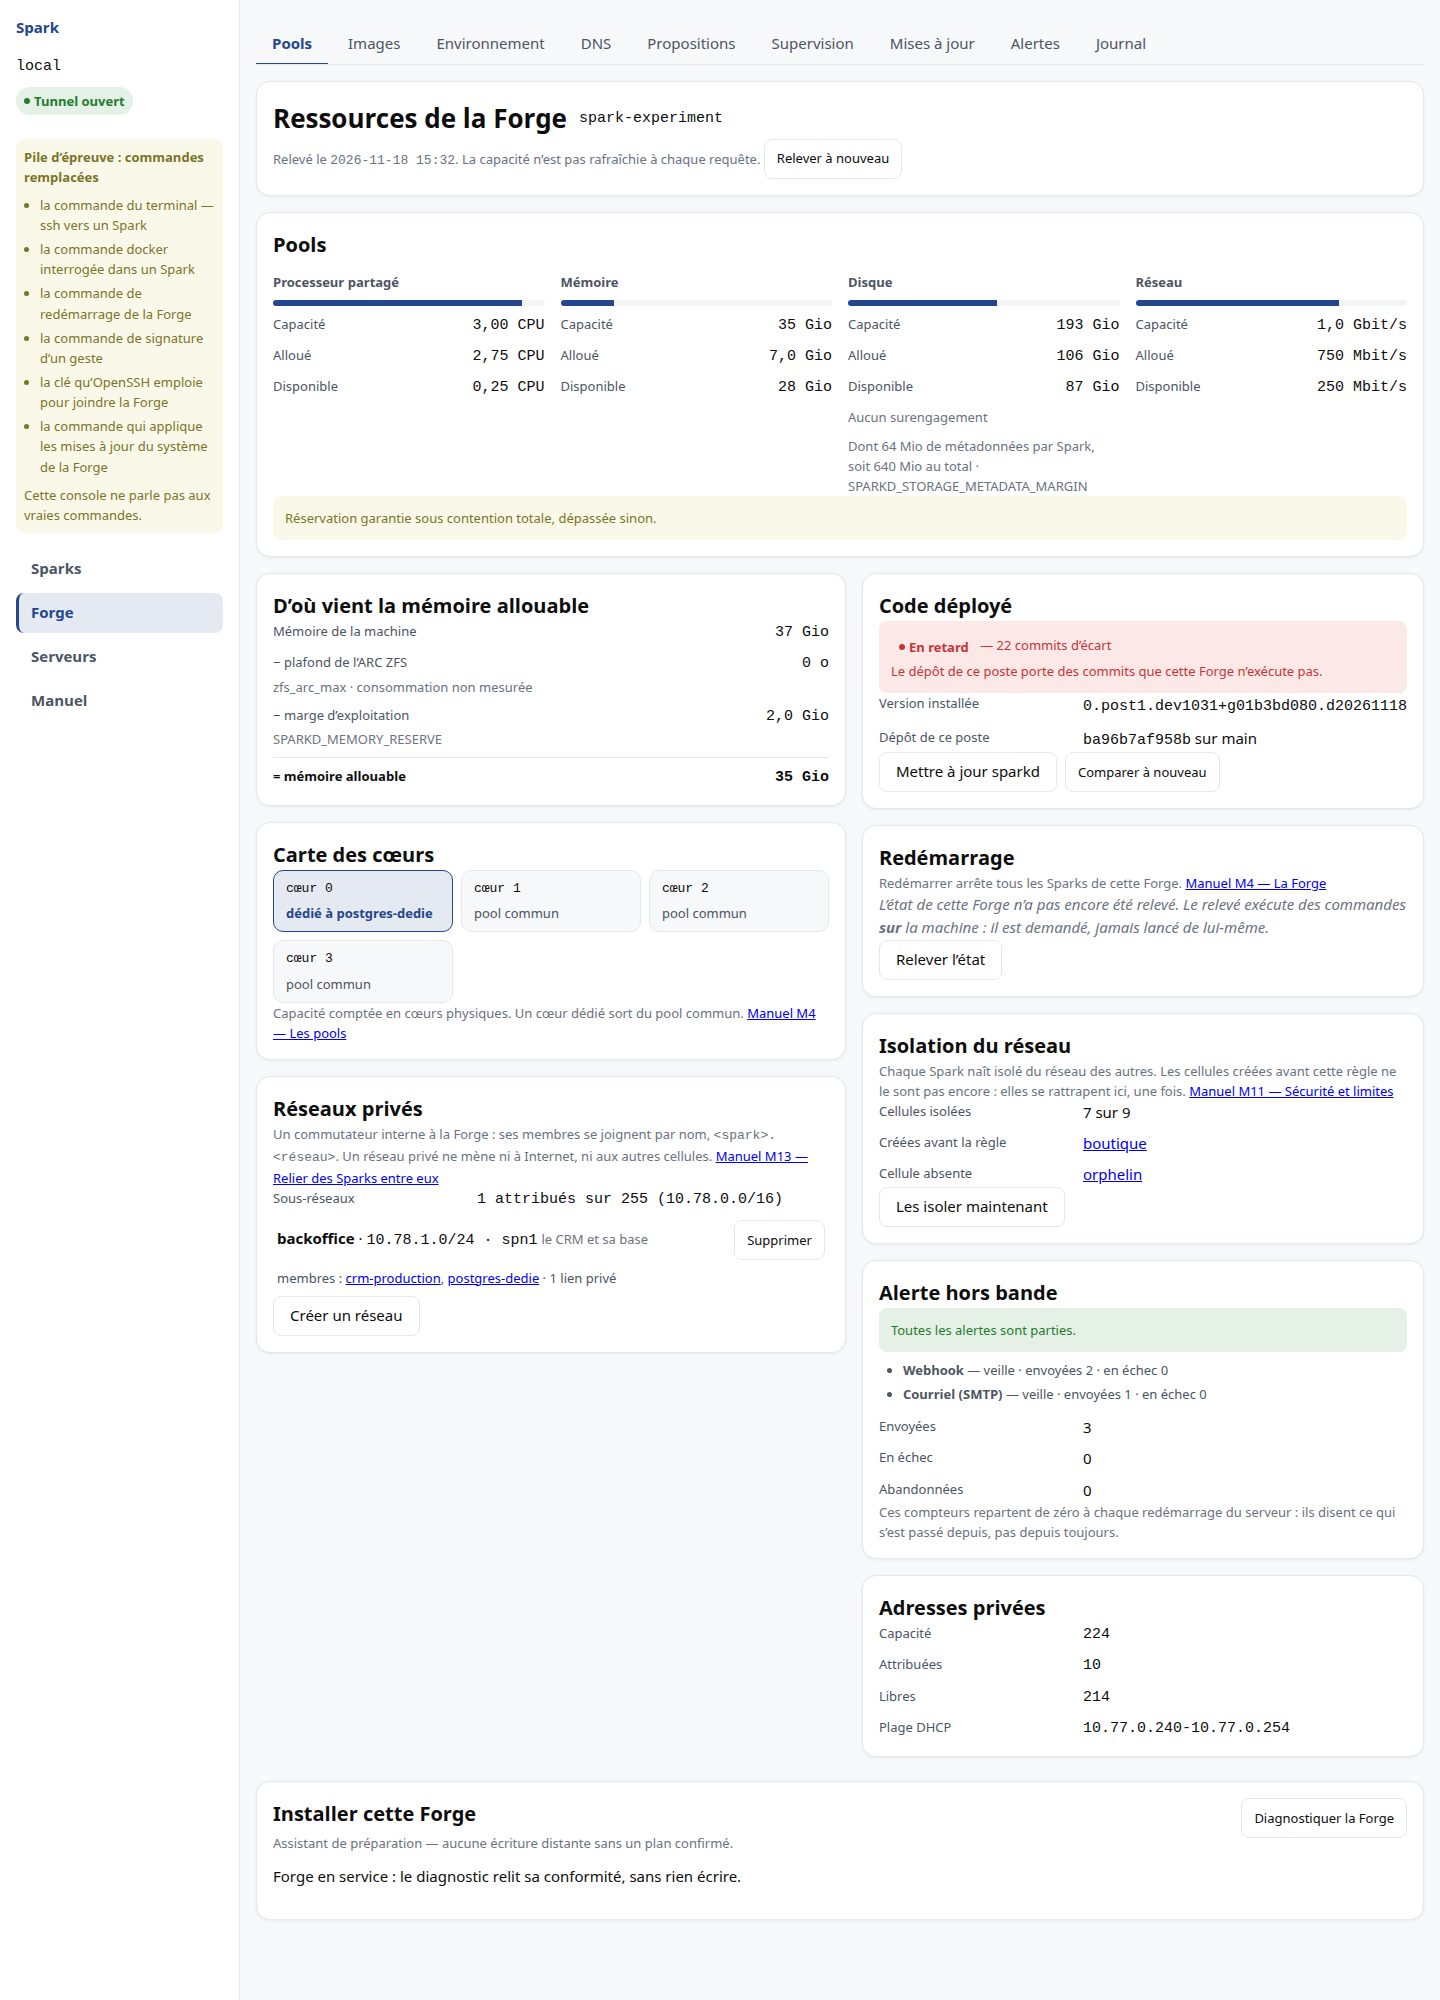 Spark
local
Tunnel ouvert
Pile d’épreuve : commandes
remplacées
la commande du terminal —
ssh vers un Spark
la commande docker
interrogée dans un Spark
la commande de
redémarrage de la Forge
la commande de signature
d’un geste
la clé qu’OpenSSH emploie
pour joindre la Forge
la commande qui applique
les mises à jour du système
de la Forge
Cette console ne parle pas aux
vraies commandes.
Sparks
Forge
Serveurs
Manuel
Pools Images Environnement DNS Propositions Supervision Mises à jour Alertes Journal
Ressources de la Forge spark-experiment
Relevé le 2026-11-18 15:32. La capacité n’est pas rafraîchie à chaque requête. Relever à nouveau
Pools
Processeur partagé Mémoire Disque Réseau
Capacité 3,00 CPU Capacité 35 Gio Capacité 193 Gio Capacité 1,0 Gbit/s
Alloué 2,75 CPU Alloué 7,0 Gio Alloué 106 Gio Alloué 750 Mbit/s
Disponible 0,25 CPU Disponible 28 Gio Disponible 87 Gio Disponible 250 Mbit/s
Aucun surengagement
Dont 64 Mio de métadonnées par Spark,
soit 640 Mio au total ·
SPARKD_STORAGE_METADATA_MARGIN
Réservation garantie sous contention totale, dépassée sinon.
D’où vient la mémoire allouable
Mémoire de la machine 37 Gio
− plafond de l’ARC ZFS 0 o
zfs_arc_max · consommation non mesurée
− marge d’exploitation 2,0 Gio
SPARKD_MEMORY_RESERVE
= mémoire allouable 35 Gio
Carte des cœurs
cœur 0 cœur 1 cœur 2
dédié à postgres-dedie pool commun pool commun
cœur 3
pool commun
Capacité comptée en cœurs physiques. Un cœur dédié sort du pool commun. Manuel M4
— Les pools
Réseaux privés
Un commutateur interne à la Forge : ses membres se joignent par nom, <spark>.
<réseau>. Un réseau privé ne mène ni à Internet, ni aux autres cellules. Manuel M13 —
Relier des Sparks entre eux
Sous-réseaux 1 attribués sur 255 (10.78.0.0/16)
backoffice · 10.78.1.0/24 · spn1 le CRM et sa base Supprimer
membres : crm-production, postgres-dedie · 1 lien privé
Créer un réseau
Code déployé
En retard — 22 commits d’écart
Le dépôt de ce poste porte des commits que cette Forge n’exécute pas.
Version installée 0.post1.dev1031+g01b3bd080.d20261118
Dépôt de ce poste ba96b7af958b sur main
Mettre à jour sparkd Comparer à nouveau
Redémarrage
Redémarrer arrête tous les Sparks de cette Forge. Manuel M4 — La Forge
L’état de cette Forge n’a pas encore été relevé. Le relevé exécute des commandes
sur la machine : il est demandé, jamais lancé de lui-même.
Relever l’état
Isolation du réseau
Chaque Spark naît isolé du réseau des autres. Les cellules créées avant cette règle ne
le sont pas encore : elles se rattrapent ici, une fois. Manuel M11 — Sécurité et limites
Cellules isolées 7 sur 9
Créées avant la règle boutique
Cellule absente orphelin
Les isoler maintenant
Alerte hors bande
Toutes les alertes sont parties.
Webhook — veille · envoyées 2 · en échec 0
Courriel (SMTP) — veille · envoyées 1 · en échec 0
Envoyées 3
En échec 0
Abandonnées 0
Ces compteurs repartent de zéro à chaque redémarrage du serveur : ils disent ce qui
s’est passé depuis, pas depuis toujours.
Adresses privées
Capacité 224
Attribuées 10
Libres 214
Plage DHCP 10.77.0.240-10.77.0.254
Installer cette Forge Diagnostiquer la Forge
Assistant de préparation — aucune écriture distante sans un plan confirmé.
Forge en service : le diagnostic relit sa conformité, sans rien écrire.